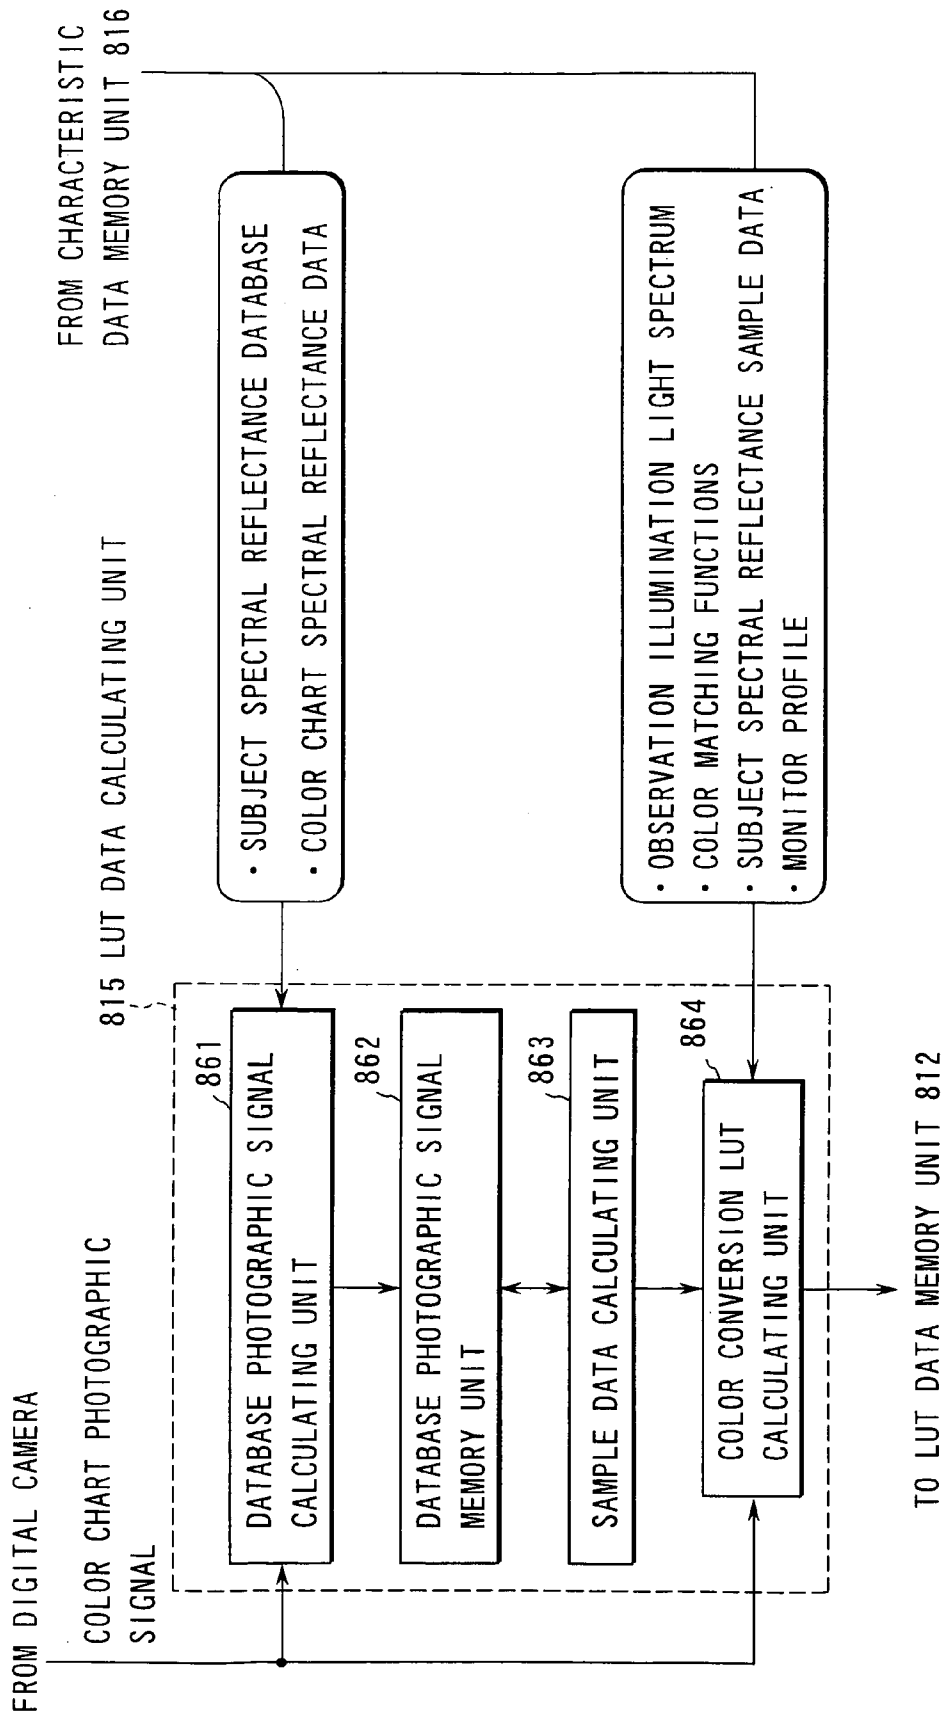 FROM DIGITAL CAMERA
COLOR CHART PHOTOGRAPHIC
SIGNAL
815 LUT DATA CALCULATING UNIT
FROM CHARACTERISTIC
DATA MEMORY UNIT 816
861
DATABASE PHOTOGRAPHIC SIGNAL
CALCULATING UNIT
• SUBJECT SPECTRAL REFLECTANCE DATABASE
• COLOR CHART SPECTRAL REFLECTANCE DATA
862
DATABASE PHOTOGRAPHIC SIGNAL
MEMORY UNIT
863
SAMPLE DATA CALCULATING UNIT
864
COLOR CONVERSION LUT
CALCULATING UNIT
• OBSERVATION ILLUMINATION LIGHT SPECTRUM
• COLOR MATCHING FUNCTIONS
• SUBJECT SPECTRAL REFLECTANCE SAMPLE DATA
• MONITOR PROFILE
TO LUT DATA MEMORY UNIT 812